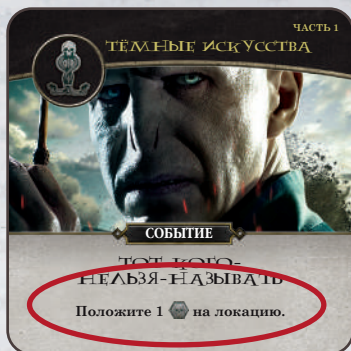 ЧАСТЬ 1
ТЁМНЫЕ ИСКУССТВА
СОБЫТИЕ
ТОТ-КОГО-
НЕЛЬЗЯ-НАЗЫВАТЬ
Положите 1 на локацию.